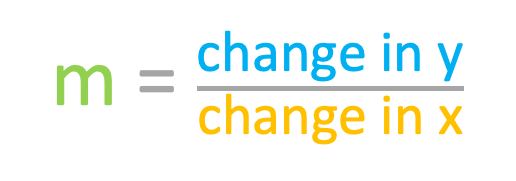 m = change in y
change in x